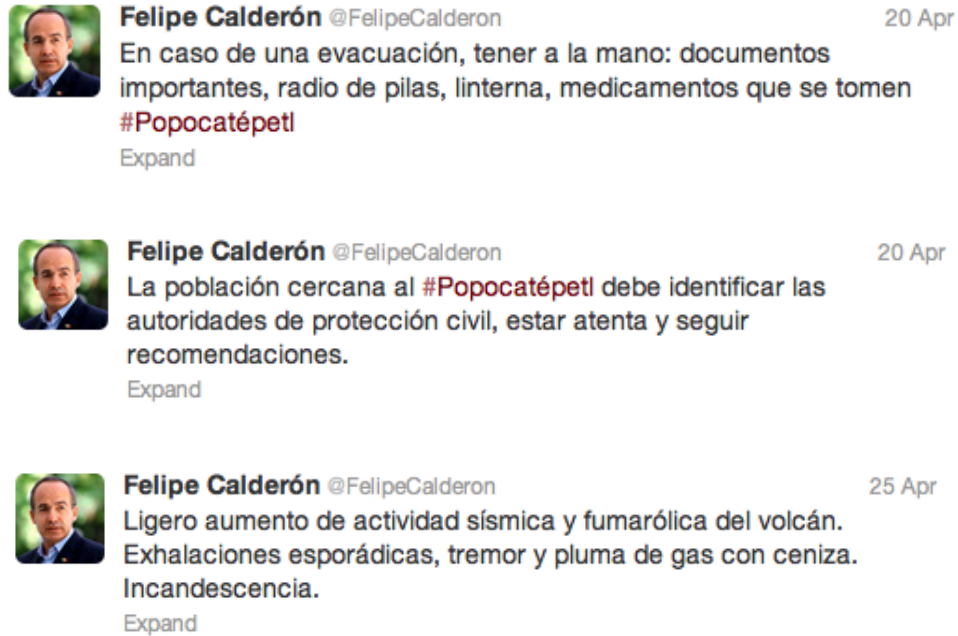 Felipe Calderón @FelipeCalderon 20 Apr
En caso de una evacuación, tener a la mano: documentos
importantes, radio de pilas, linterna, medicamentos que se tomen
#Popocatépetl
Expand
Felipe Calderón @FelipeCalderon 20 Apr
La población cercana al #Popocatépetl debe identificar las
autoridades de protección civil, estar atenta y seguir
recomendaciones.
Expand
Felipe Calderón @FelipeCalderon 25 Apr
Ligero aumento de actividad sísmica y fumarólica del volcán.
Exhalaciones esporádicas, tremor y pluma de gas con ceniza.
Incandescencia.
Expand